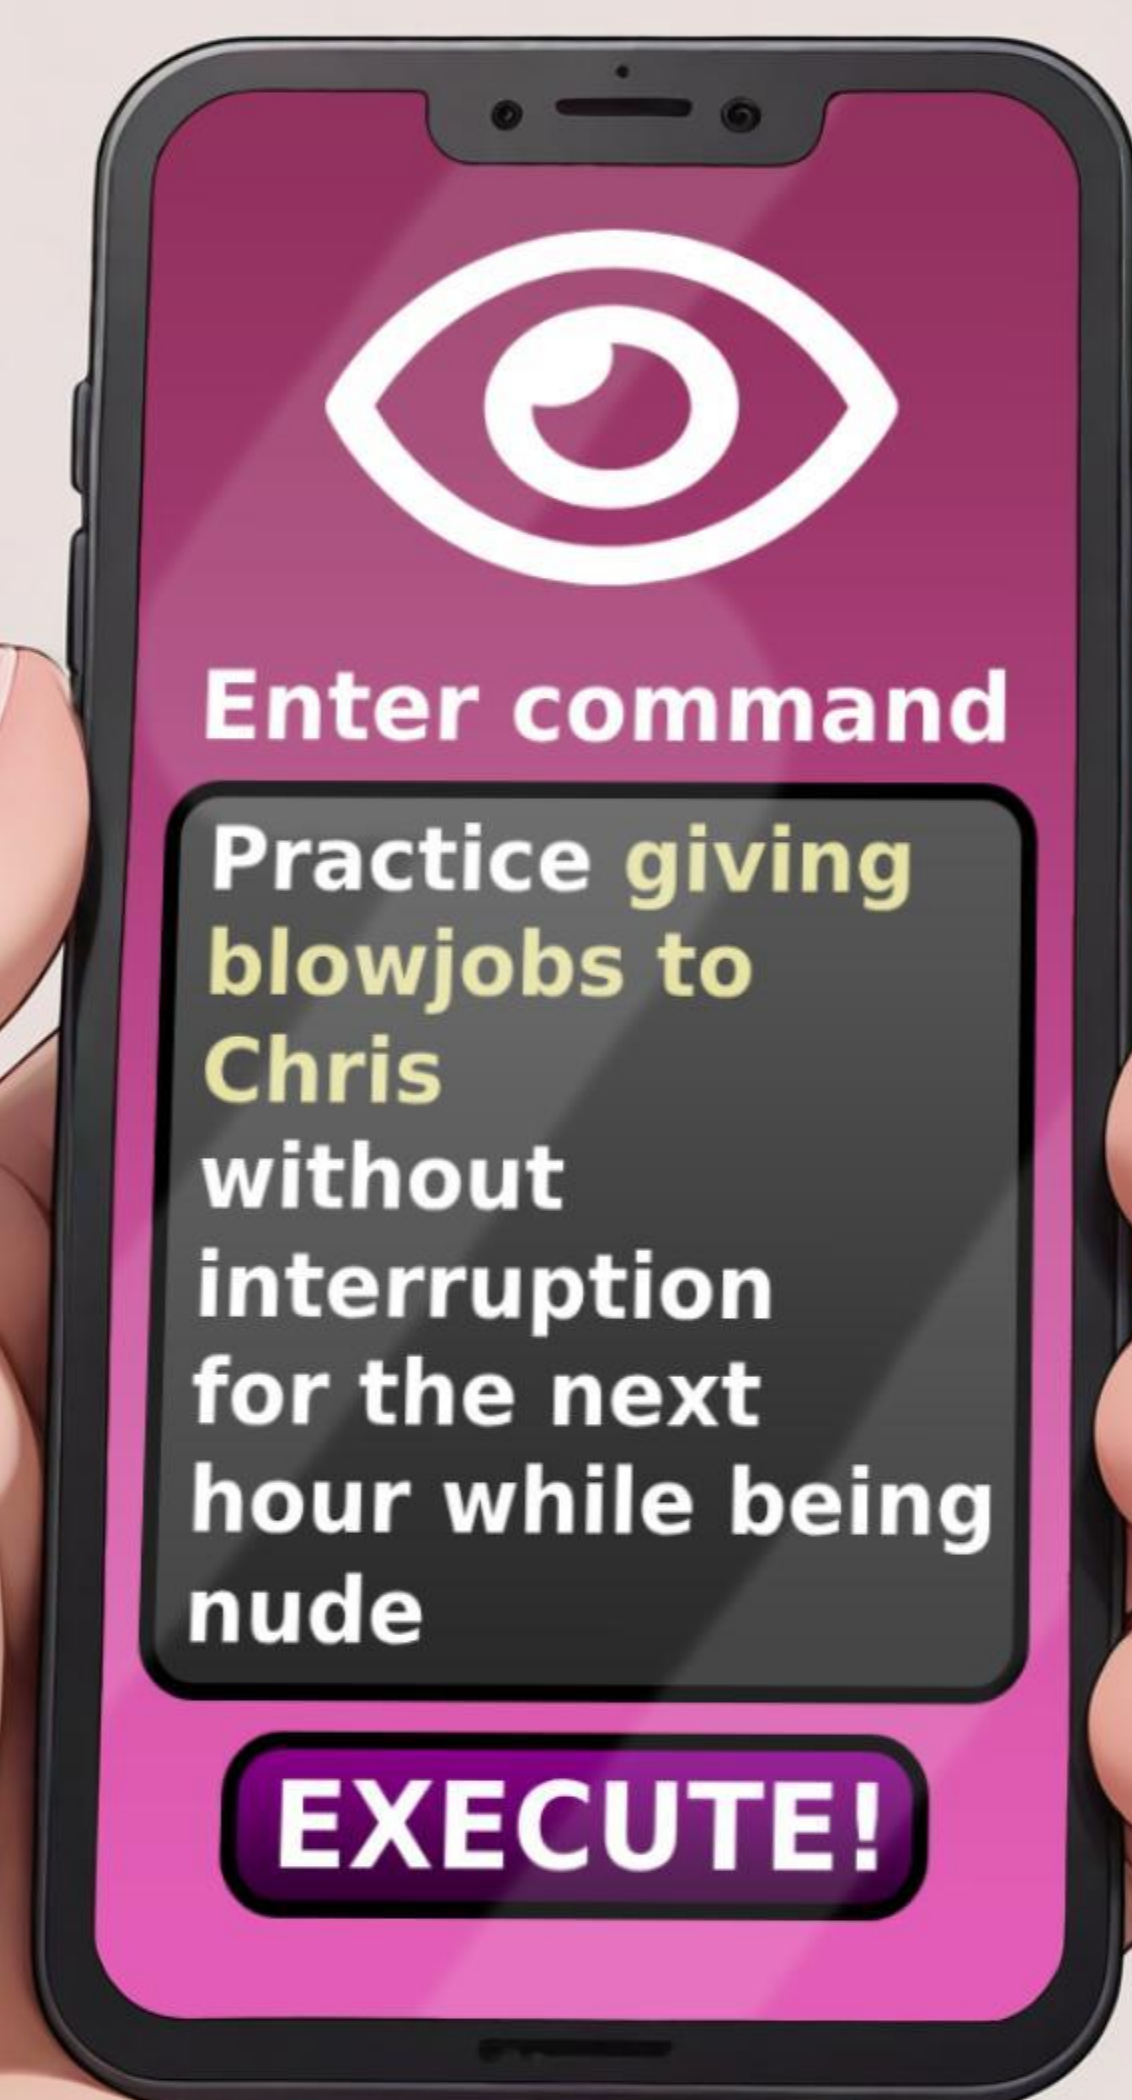 Enter command
Practice giving
blowjobs to
Chris
without
interruption
for the next
hour while being
nude
EXECUTE!